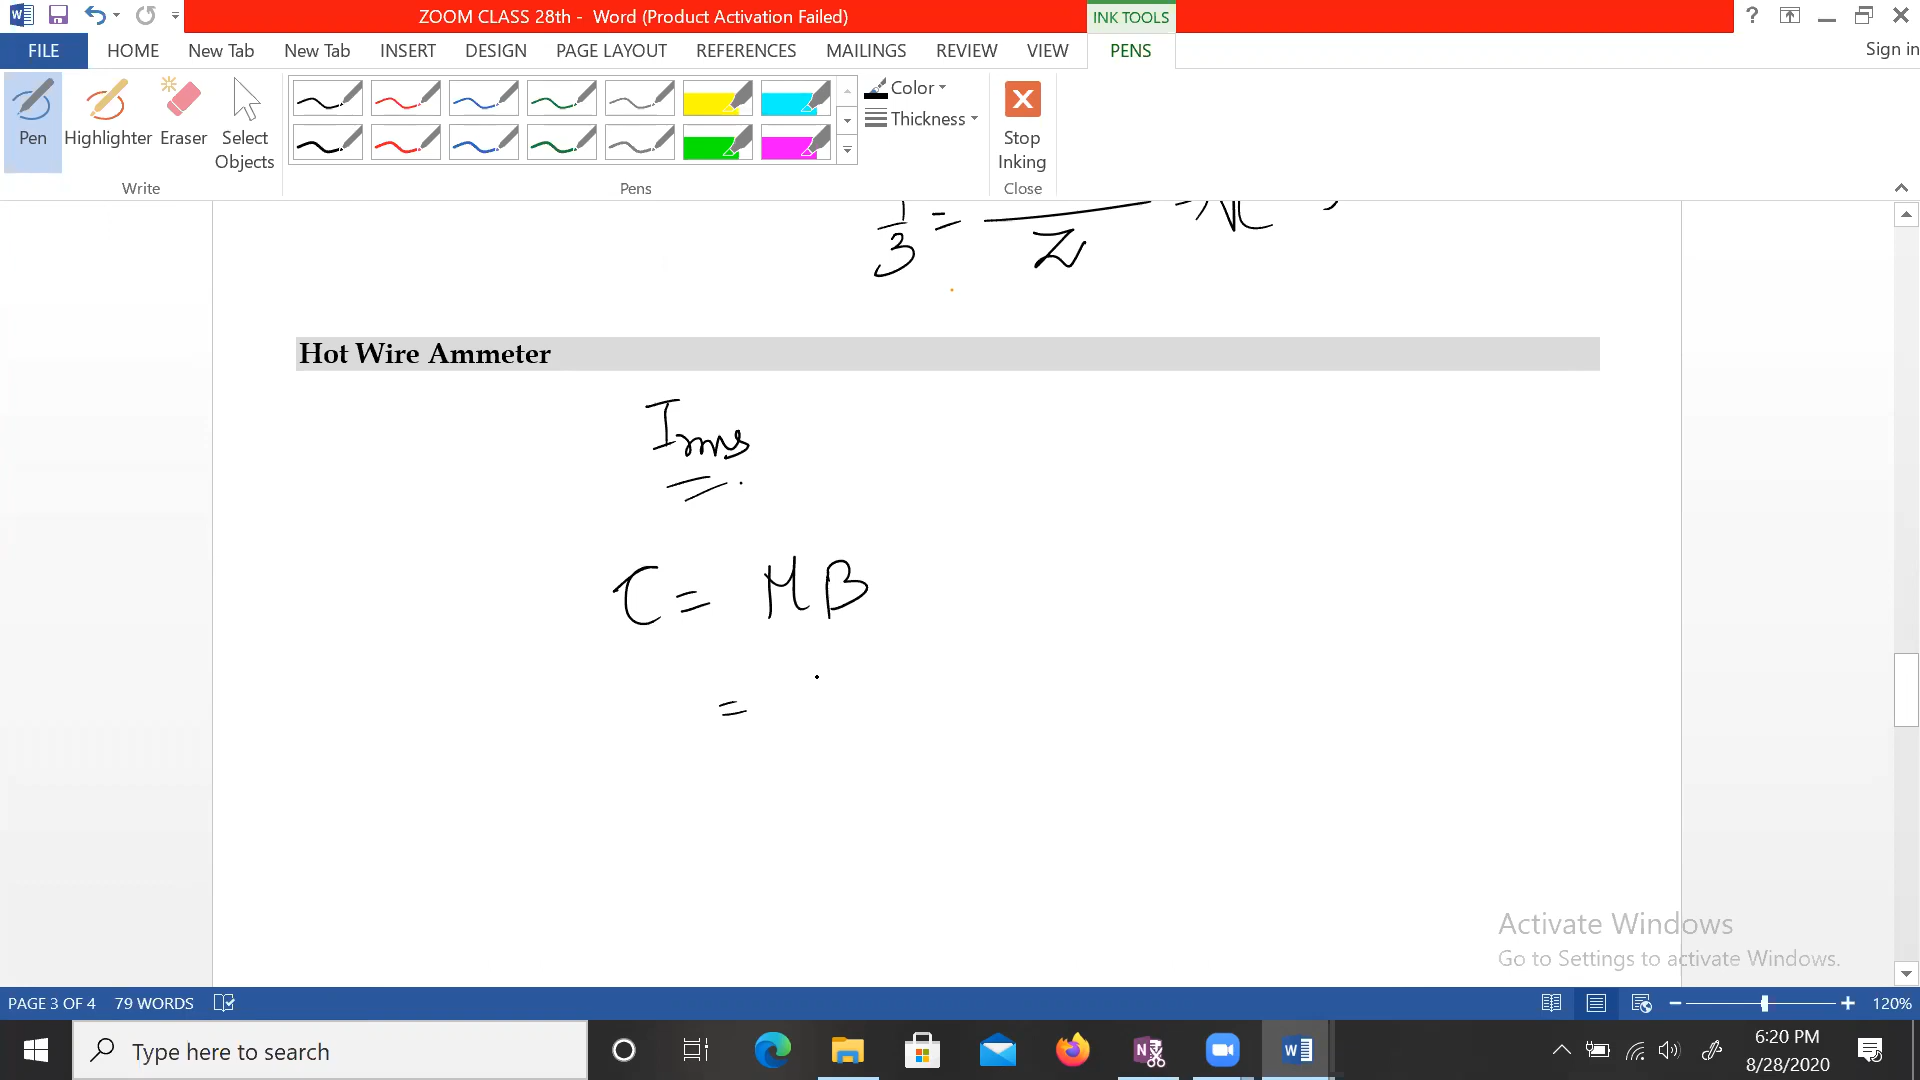 ZOOM CLASS 28th - Word (Product Activation Failed)
INK TOOLS
?
FILE HOME New Tab New Tab INSERT DESIGN PAGE LAYOUT REFERENCES MAILINGS REVIEW VIEW PENS
Sign in
Pen Highlighter Eraser Select Objects
Color
Thickness
Stop Inking
Write Pens Close
1/3 = / Z
Hot Wire Ammeter
Irms
τ = MB
=
Activate Windows
Go to Settings to activate Windows.
PAGE 3 OF 4 79 WORDS
120%
Type here to search
6:20 PM
8/28/2020